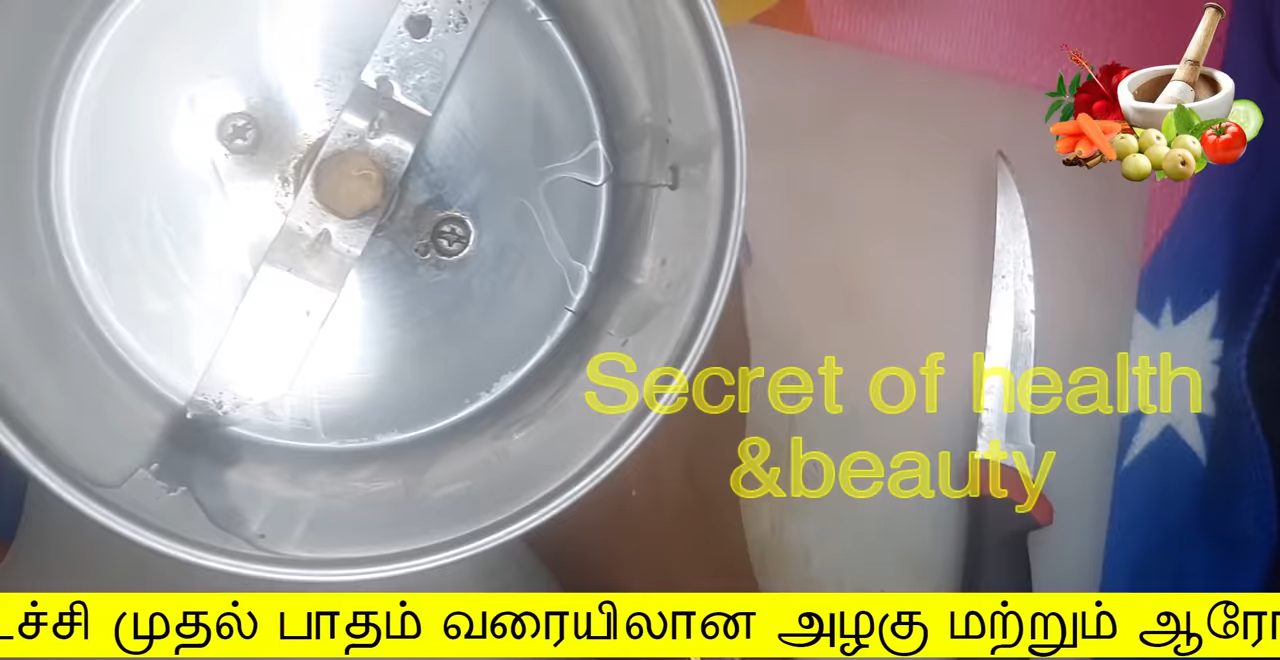 Secret of health
&beauty
முதல் பாதம் வரையிலான அழகு மற்றும்